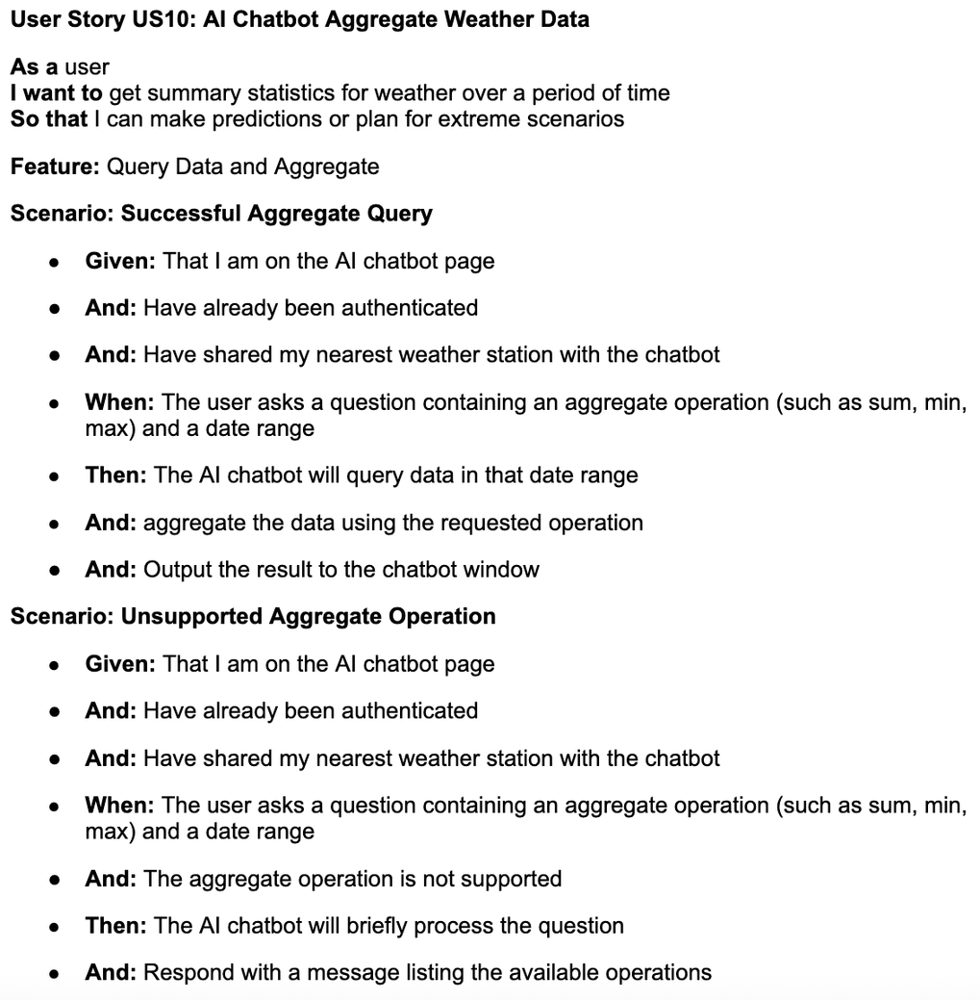 User Story US10: AI Chatbot Aggregate Weather Data
As a user
I want to get summary statistics for weather over a period of time
So that I can make predictions or plan for extreme scenarios
Feature: Query Data and Aggregate
Scenario: Successful Aggregate Query
● Given: That I am on the AI chatbot page
● And: Have already been authenticated
● And: Have shared my nearest weather station with the chatbot
● When: The user asks a question containing an aggregate operation (such as sum, min,
max) and a date range
● Then: The AI chatbot will query data in that date range
● And: aggregate the data using the requested operation
● And: Output the result to the chatbot window
Scenario: Unsupported Aggregate Operation
● Given: That I am on the AI chatbot page
● And: Have already been authenticated
● And: Have shared my nearest weather station with the chatbot
● When: The user asks a question containing an aggregate operation (such as sum, min,
max) and a date range
● And: The aggregate operation is not supported
● Then: The AI chatbot will briefly process the question
● And: Respond with a message listing the available operations